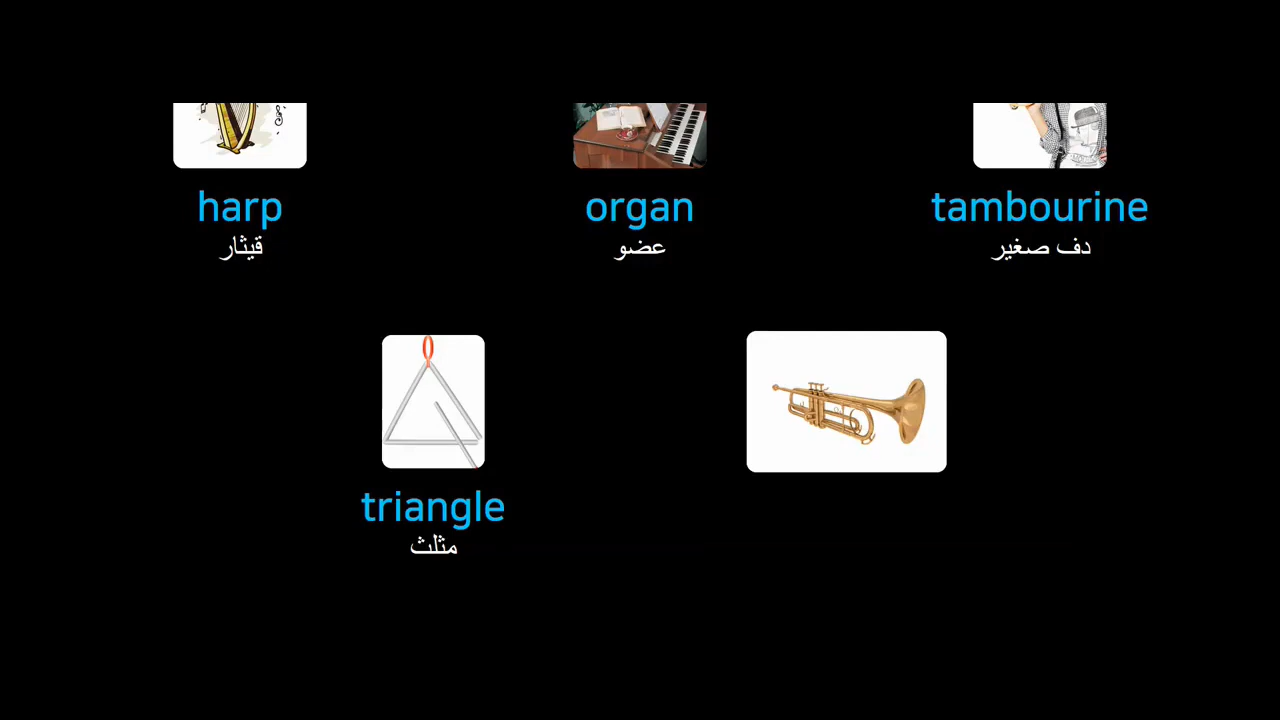 harp
قيثار
organ
عضو
tambourine
دف صغير
triangle
مثلث